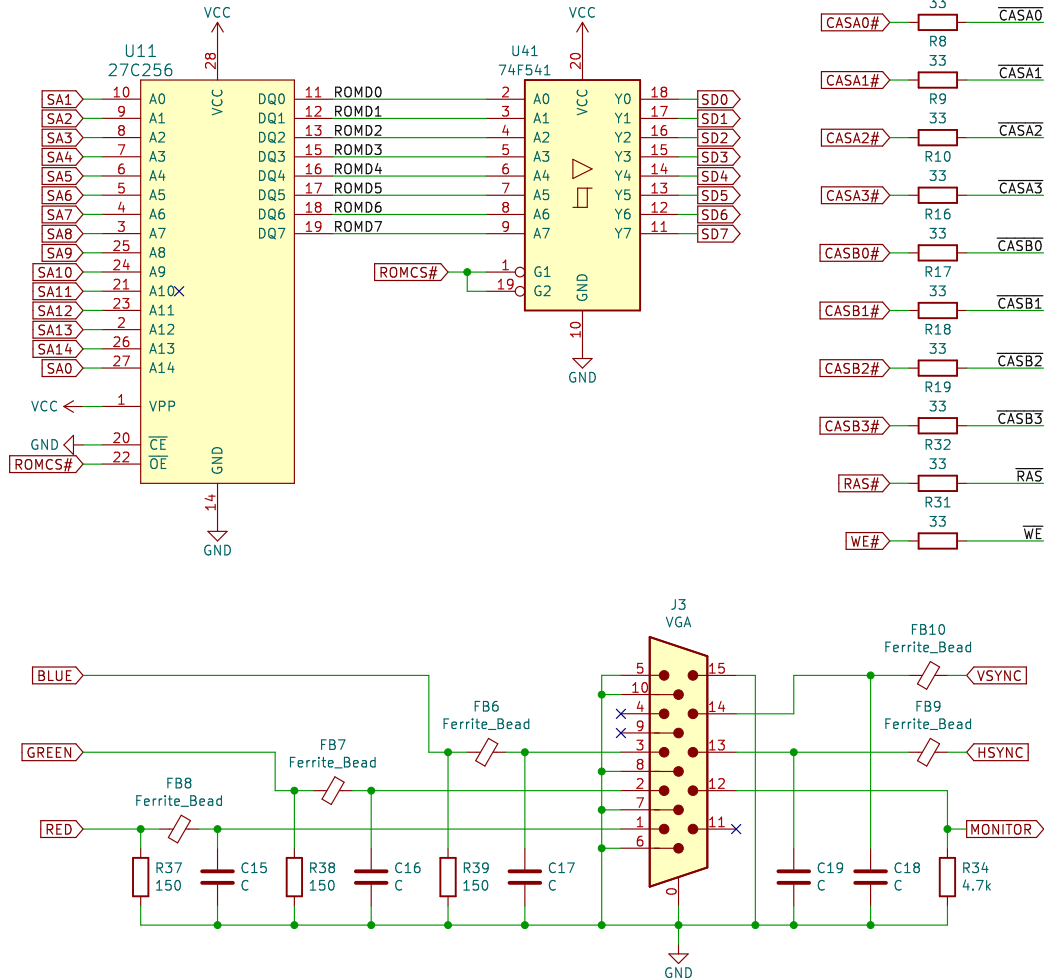 VCC
U11
27C256
28
VCC
SA1 10 A0 DQ0 11 ROMD0
SA2 9 A1 DQ1 12 ROMD1
SA3 8 A2 DQ2 13 ROMD2
SA4 7 A3 DQ3 15 ROMD3
SA5 6 A4 DQ4 16 ROMD4
SA6 5 A5 DQ5 17 ROMD5
SA7 4 A6 DQ6 18 ROMD6
SA8 3 A7 DQ7 19 ROMD7
SA9 25 A8
SA10 24 A9
SA11 21 A10
SA12 23 A11
SA13 2 A12
SA14 26 A13
SA0 27 A14
VCC 1 VPP
GND 20 CE
ROMCS# 22 OE
GND
14
GND
VCC
U41
74F541
20
VCC
2 A0 Y0 18 SD0
3 A1 Y1 17 SD1
4 A2 Y2 16 SD2
5 A3 Y3 15 SD3
6 A4 Y4 14 SD4
7 A5 Y5 13 SD5
8 A6 Y6 12 SD6
9 A7 Y7 11 SD7
ROMCS# 1 G1
19 G2
GND
10
GND
33
CASA0# CASA0
R8
33
CASA1# CASA1
R9
33
CASA2# CASA2
R10
33
CASA3# CASA3
R16
33
CASB0# CASB0
R17
33
CASB1# CASB1
R18
33
CASB2# CASB2
R19
33
CASB3# CASB3
R32
33
RAS# RAS
R31
33
WE# WE
J3
VGA
BLUE
GREEN
RED
FB6
Ferrite_Bead
FB7
Ferrite_Bead
FB8
Ferrite_Bead
FB10
Ferrite_Bead
VSYNC
FB9
Ferrite_Bead
HSYNC
MONITOR
5 15
10
4 14
9
3 13
8
2 12
7
1 11
6
0
R37
150
C15
C
R38
150
C16
C
R39
150
C17
C
C19
C
C18
C
R34
4.7k
GND